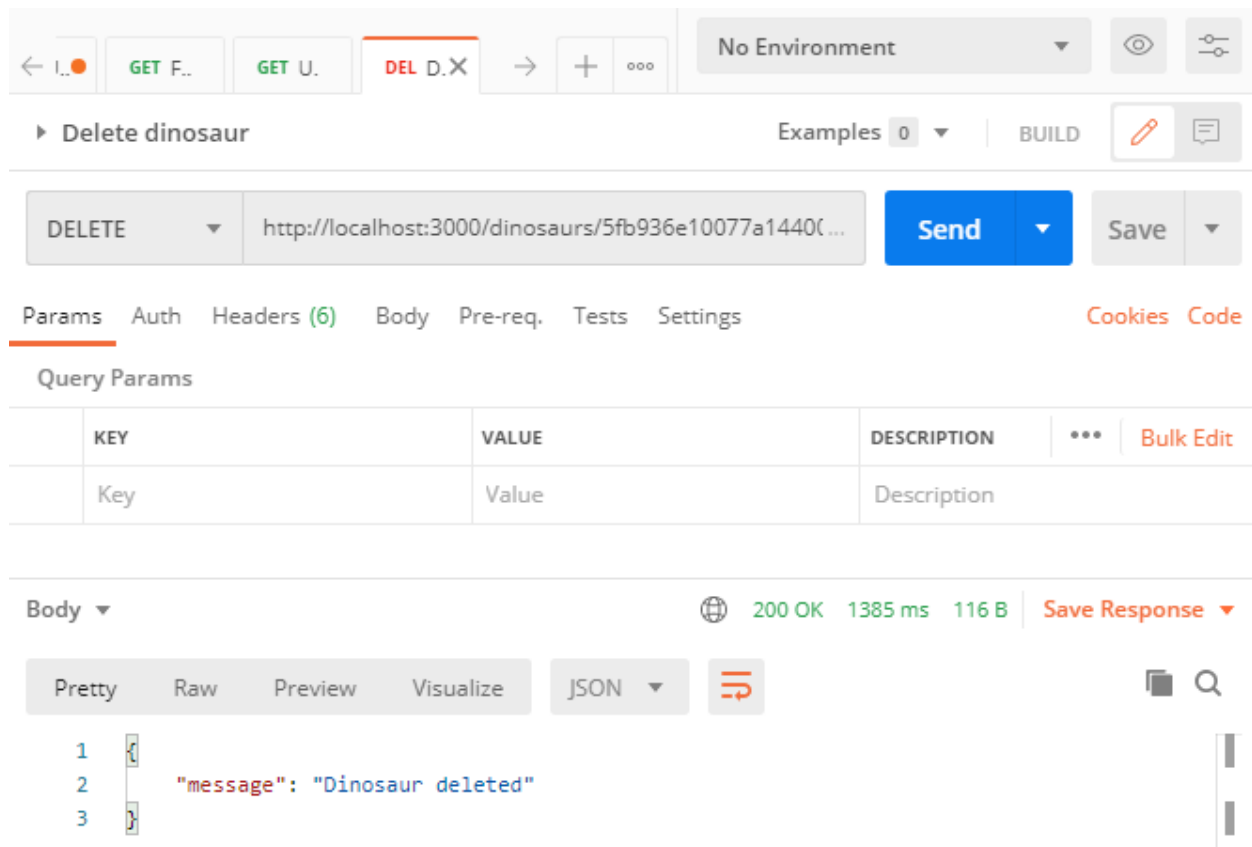 I.. GET F.. GET U. DEL D. No Environment
Delete dinosaur Examples 0 BUILD
DELETE http://localhost:3000/dinosaurs/5fb936e10077a14400... Send Save
Params Auth Headers (6) Body Pre-req. Tests Settings Cookies Code
Query Params
KEY VALUE DESCRIPTION Bulk Edit
Key Value Description
Body 200 OK 1385 ms 116 B Save Response
Pretty Raw Preview Visualize JSON
1 {
2 "message": "Dinosaur deleted"
3 }